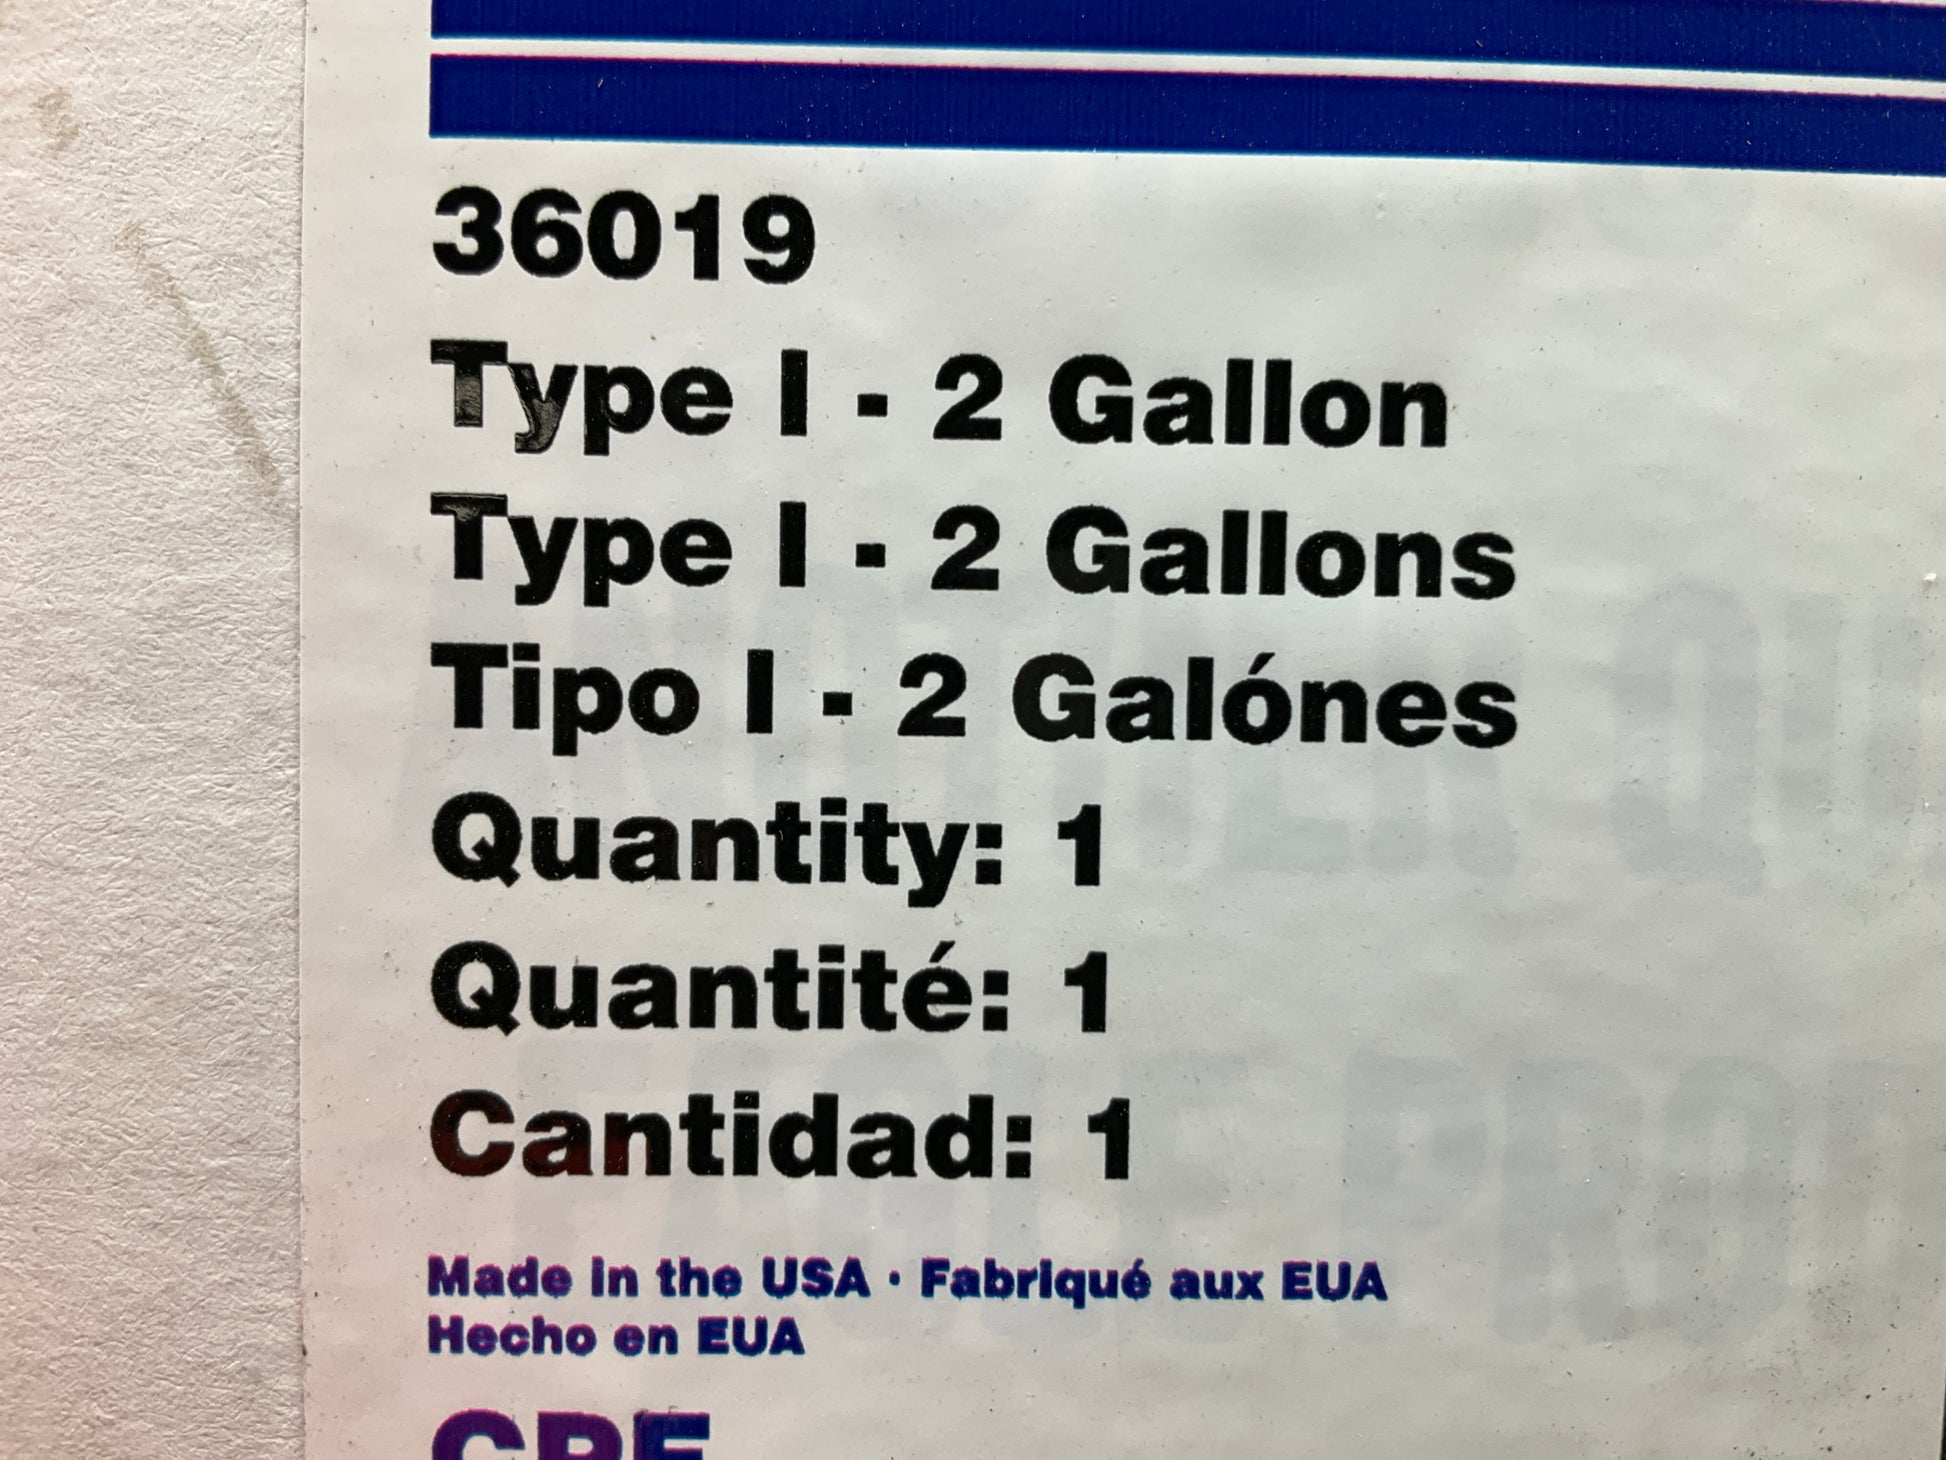 36019
Type I - 2 Gallon
Type I - 2 Gallons
Tipo I - 2 Galónes
Quantity: 1
Quantité: 1
Cantidad: 1
Made in the USA • Fabriqué aux EUA
Hecho en EUA